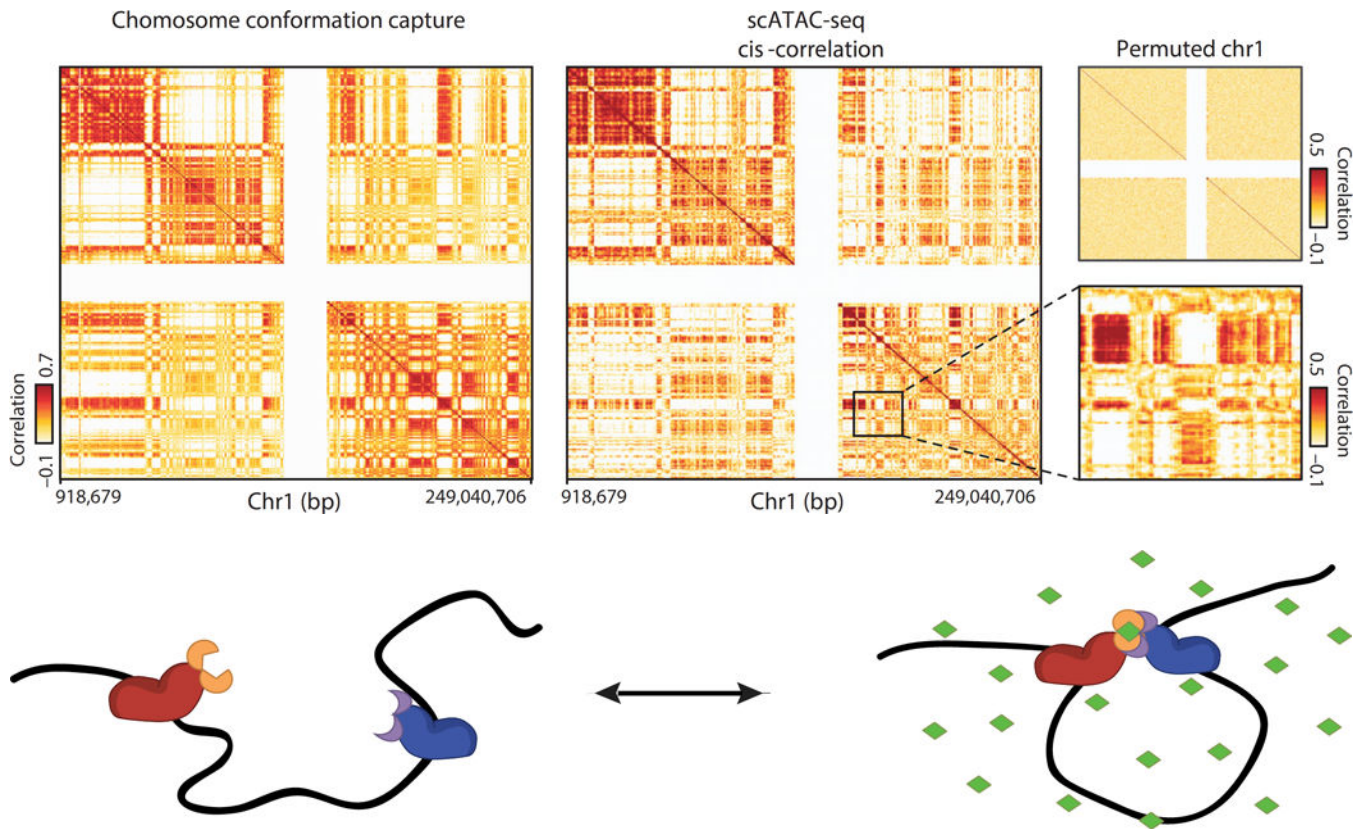 Chomosome conformation capture
scATAC-seq
cis -correlation
Permuted chr1
Correlation
-0.1 0.7
918,679
Chr1 (bp)
249,040,706
918,679
Chr1 (bp)
249,040,706
Correlation
−0.1 0.5
Correlation
−0.1 0.5